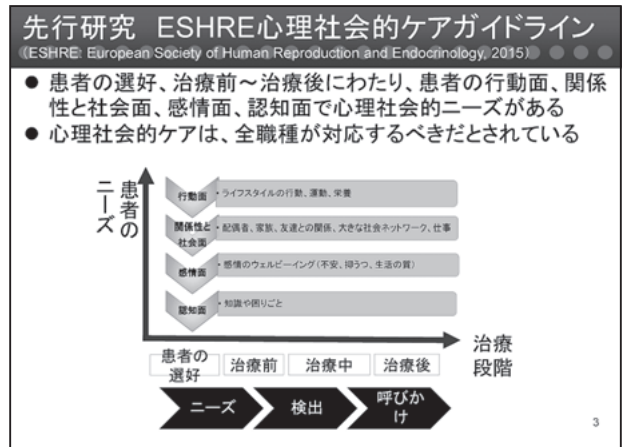 先行研究 ESHRE心理社会的ケアガイドライン
(ESHRE: European Society of Human Reproduction and Endocrinology, 2015)
● 患者の選好、治療前～治療後にわたり、患者の行動面、関係
性と社会面、感情面、認知面で心理社会的ニーズがある
● 心理社会的ケアは、全職種が対応するべきだとされている
患者の
ニーズ
行動面
・ライフスタイルの行動、運動、栄養
関係性と
社会面
・配偶者、家族、友達との関係、大きな社会ネットワーク、仕事
感情面
・感情のウェルビーイング(不安、抑うつ、生活の質)
認知面
・知識や困りごと
治療
段階
患者の
選好
治療前
治療中
治療後
ニーズ
検出
呼びか
け
3